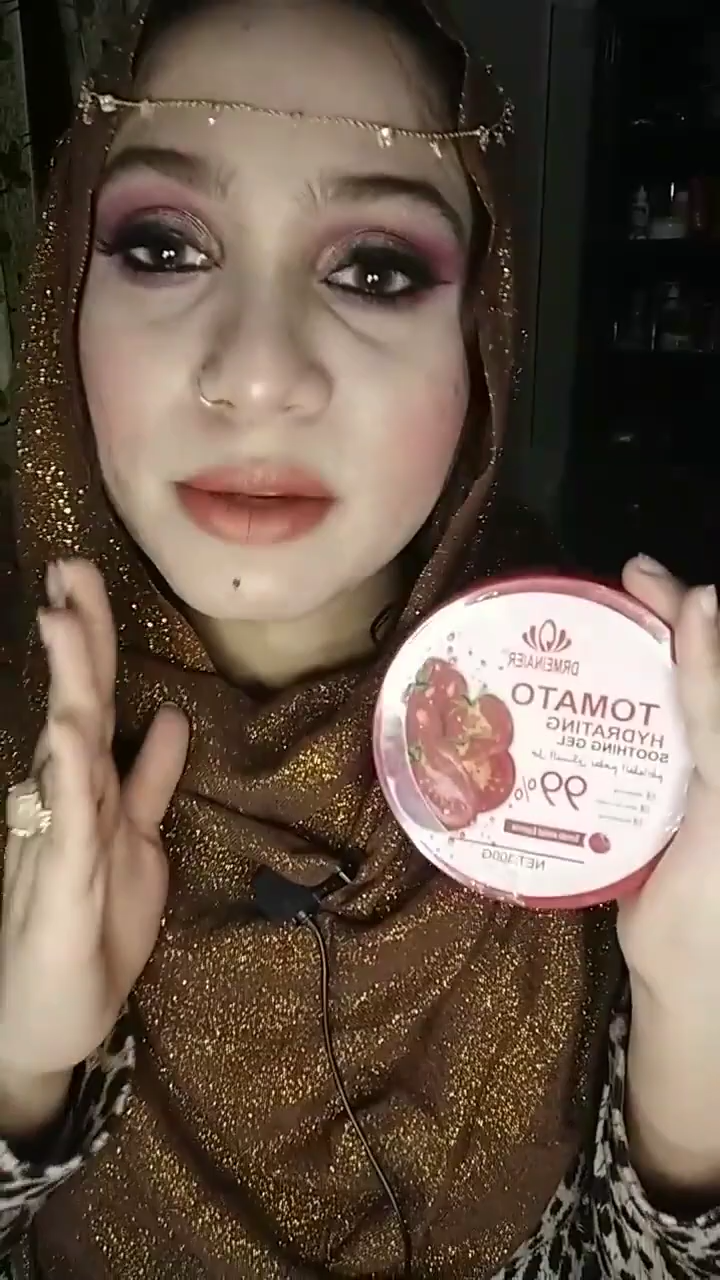 DRMEINAIER
TOMATO
HYDRATING
SOOTHING GEL
99%
NET:300G